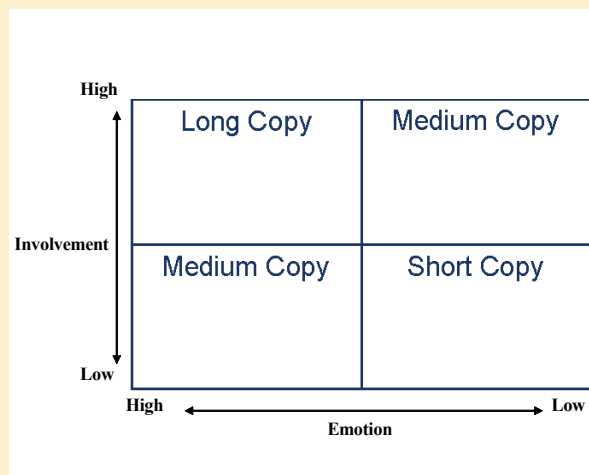 High
Long Copy Medium Copy
Involvement
Medium Copy Short Copy
Low
High Low
Emotion